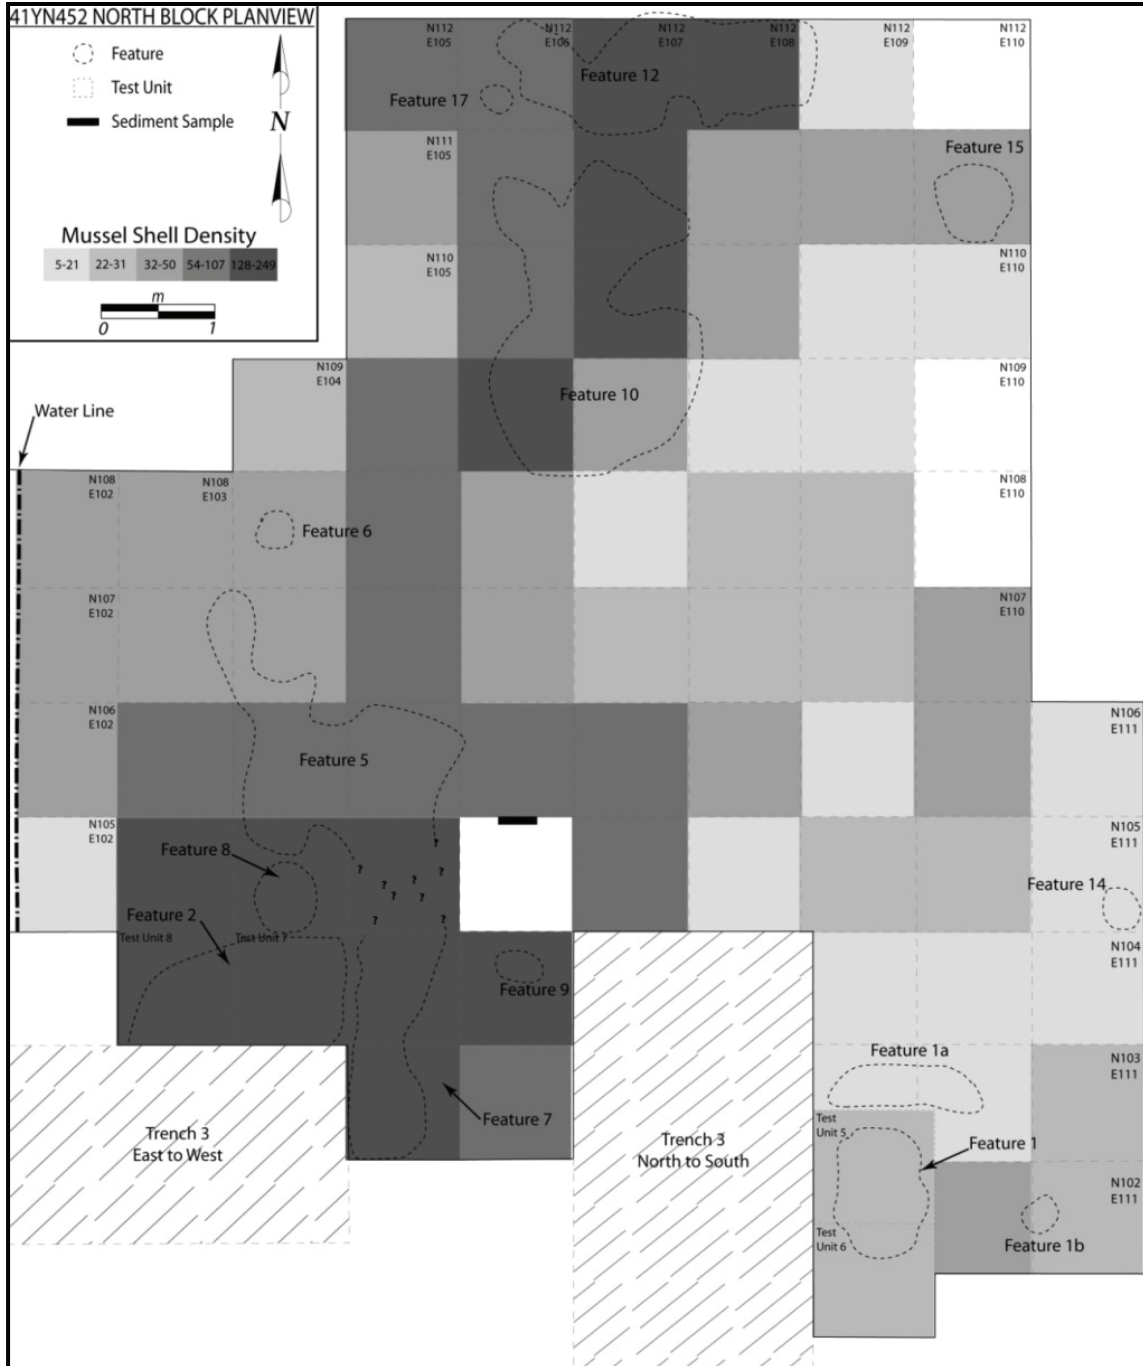 41YN452 NORTH BLOCK PLANVIEW
Feature
Test Unit
Sediment Sample
N
Mussel Shell Density
5-21 22-31 32-50 54-107 128-249
m
0 1
N112
E105
N112
E106
N112
E107
N112
E108
N112
E109
N112
E110
Feature 12
Feature 17
N111
E105
Feature 15
N110
E105
N110
E110
N109
E104
N109
E110
Feature 10
Water Line
N108
E102
N108
E103
N108
E110
Feature 6
N107
E102
N107
E110
N106
E102
N106
E111
Feature 5
N105
E102
N105
E111
Feature 8
?
?
?
?
?
?
?
?
?
Feature 14
Feature 2
Test Unit 8
Test Unit 7
N104
E111
Feature 9
Feature 1a
N103
E111
Feature 7
Trench 3
East to West
Trench 3
North to South
Test
Unit 5
Feature 1
N102
E111
Test
Unit 6
Feature 1b